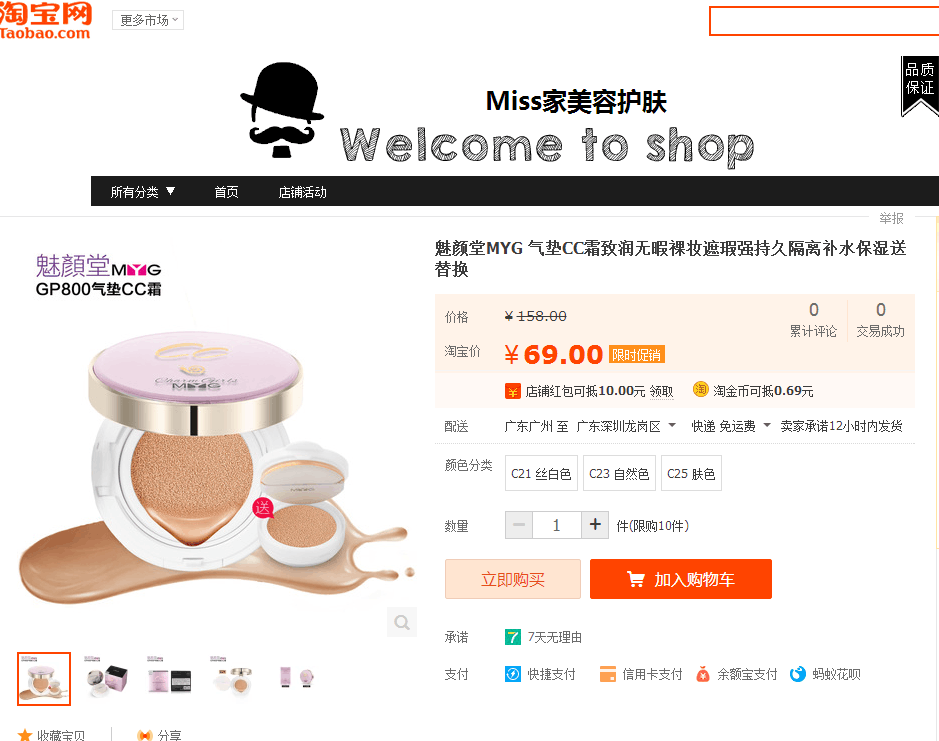 淘宝网
Taobao.com
更多市场
品质
保证
Miss家美容护肤
Welcome to shop
所有分类 首页 店铺活动
举报
魅颜堂MYG 气垫CC霜致润无暇裸妆遮瑕强持久隔离补水保湿送
替换
魅顔堂MYG
GP800气垫CC霜
价格 ¥ 158.00
0 0
累计评论 交易成功
淘宝价 ¥ 69.00 限时促销
¥ 店铺红包可抵10.00元 领取 淘 淘金币可抵0.69元
配送 广东广州 至 广东深圳龙岗区 快递 免运费 卖家承诺12小时内发货
颜色分类 C21 丝白色 C23 自然色 C25 肤色
CC
Charm Girls
MYG
送
数量 − 1 + 件(限购10件)
立即购买 加入购物车
承诺 7 7天无理由
支付 快捷支付 信用卡支付 余额宝支付 蚂蚁花呗
收藏宝贝 分享